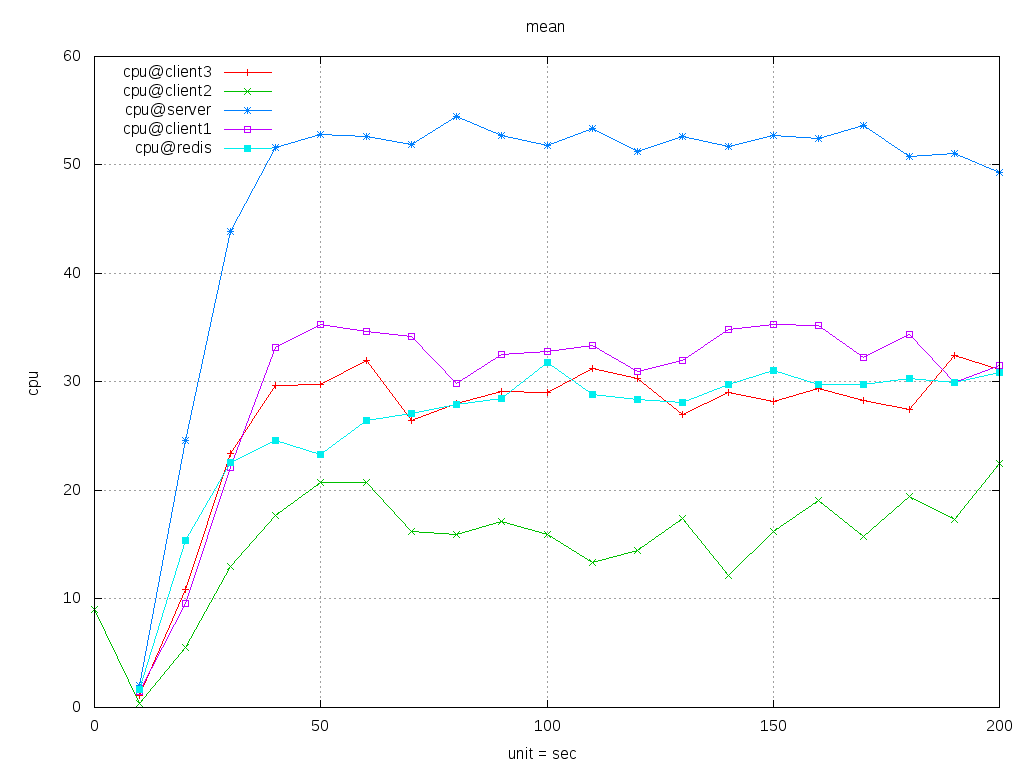 mean
60
50
40
30
20
10
0
cpu
cpu@client3
cpu@client2
cpu@server
cpu@client1
cpu@redis
0 50 100 150 200
unit = sec